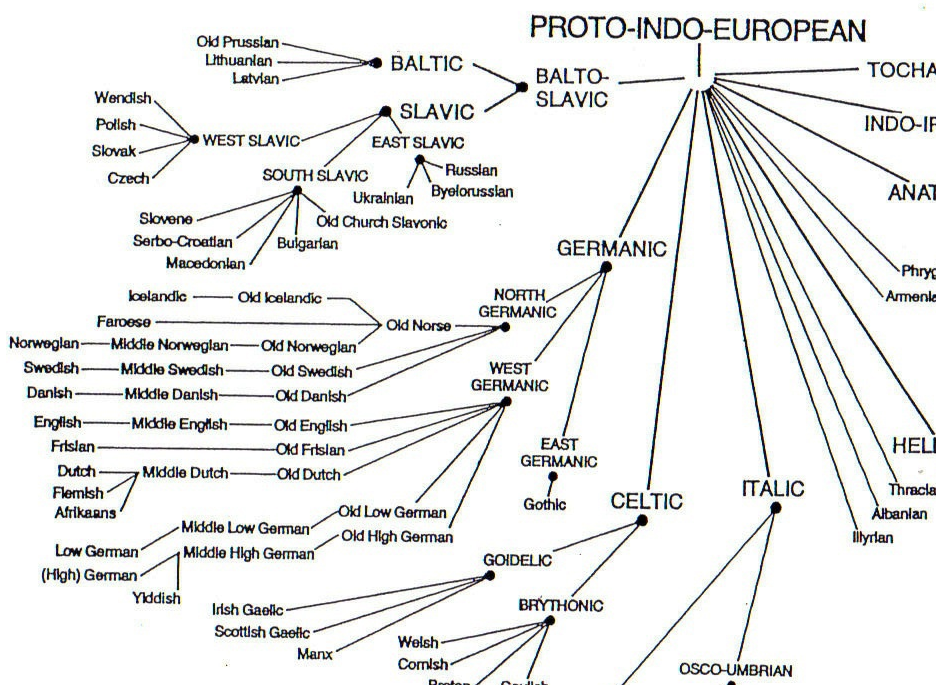 PROTO-INDO-EUROPEAN
Old Prussian
Lithuanian
Latvian
BALTIC
BALTO-
SLAVIC
TOCHA
Wendish
Polish
Slovak
Czech
WEST SLAVIC
SLAVIC
EAST SLAVIC
Russian
Byelorussian
Ukrainian
INDO-IR
SOUTH SLAVIC
Slovene
Serbo-Croatian
Macedonian
Bulgarian
Old Church Slavonic
ANAT
GERMANIC
Phryg
Armenia
Icelandic Old Icelandic
NORTH
GERMANIC
Faroese Old Norse
Norwegian Middle Norwegian Old Norwegian
Swedish Middle Swedish Old Swedish
Danish Middle Danish Old Danish
WEST
GERMANIC
English Middle English Old English
Frisian Old Frisian
Dutch Middle Dutch Old Dutch
Flemish
Afrikaans
EAST
GERMANIC
Gothic
HELL
Thracia
Albanian
Illyrian
CELTIC
ITALIC
Low German Middle Low German Old Low German
(High) German Middle High German Old High German
Yiddish
GOIDELIC
Irish Gaelic
Scottish Gaelic
Manx
BRYTHONIC
Welsh
Cornish
OSCO-UMBRIAN